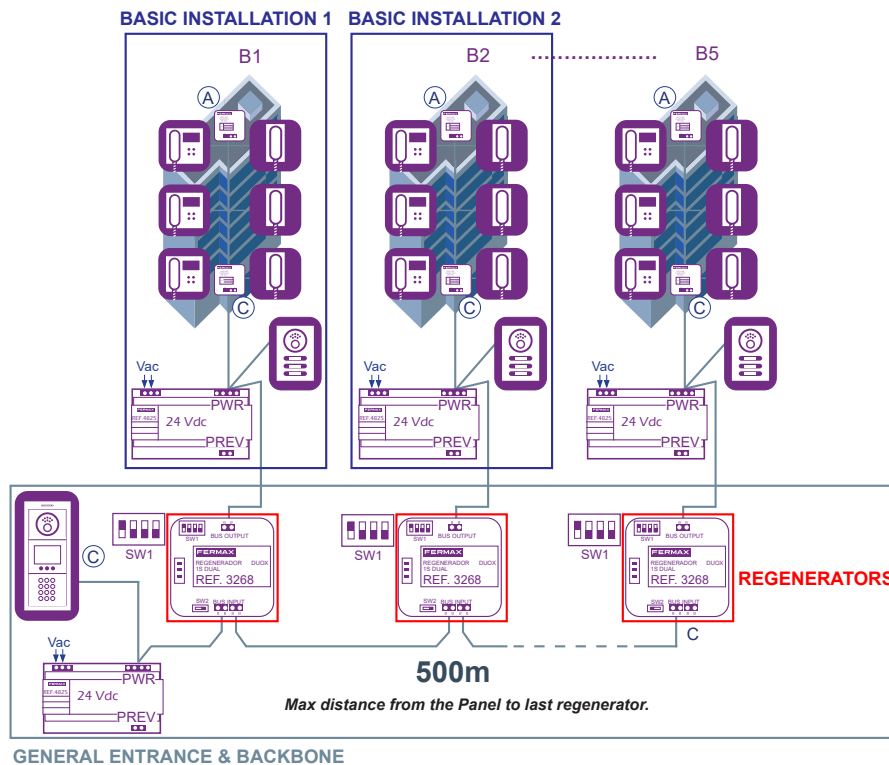 BASIC INSTALLATION 1 BASIC INSTALLATION 2
B1 B2 B5
A A A
C C C
Vac Vac Vac
PWR PWR PWR
FERMAX FERMAX FERMAX
REF.4825 24 Vdc REF.4825 24 Vdc REF.4825 24 Vdc
PREV PREV PREV
SW1 BUS OUTPUT SW1 BUS OUTPUT SW1 BUS OUTPUT
SW1 SW1 SW1
C
FERMAX FERMAX FERMAX
REGENERADOR DUOX REGENERADOR DUOX REGENERADOR DUOX
1S DUAL 1S DUAL 1S DUAL
REF. 3268 REF. 3268 REF. 3268
REGENERATORS
SW2 BUS INPUT SW2 BUS INPUT SW2 BUS INPUT
C
Vac
500m
PWR
FERMAX
REF.4825 24 Vdc
Max distance from the Panel to last regenerator.
PREV
GENERAL ENTRANCE & BACKBONE